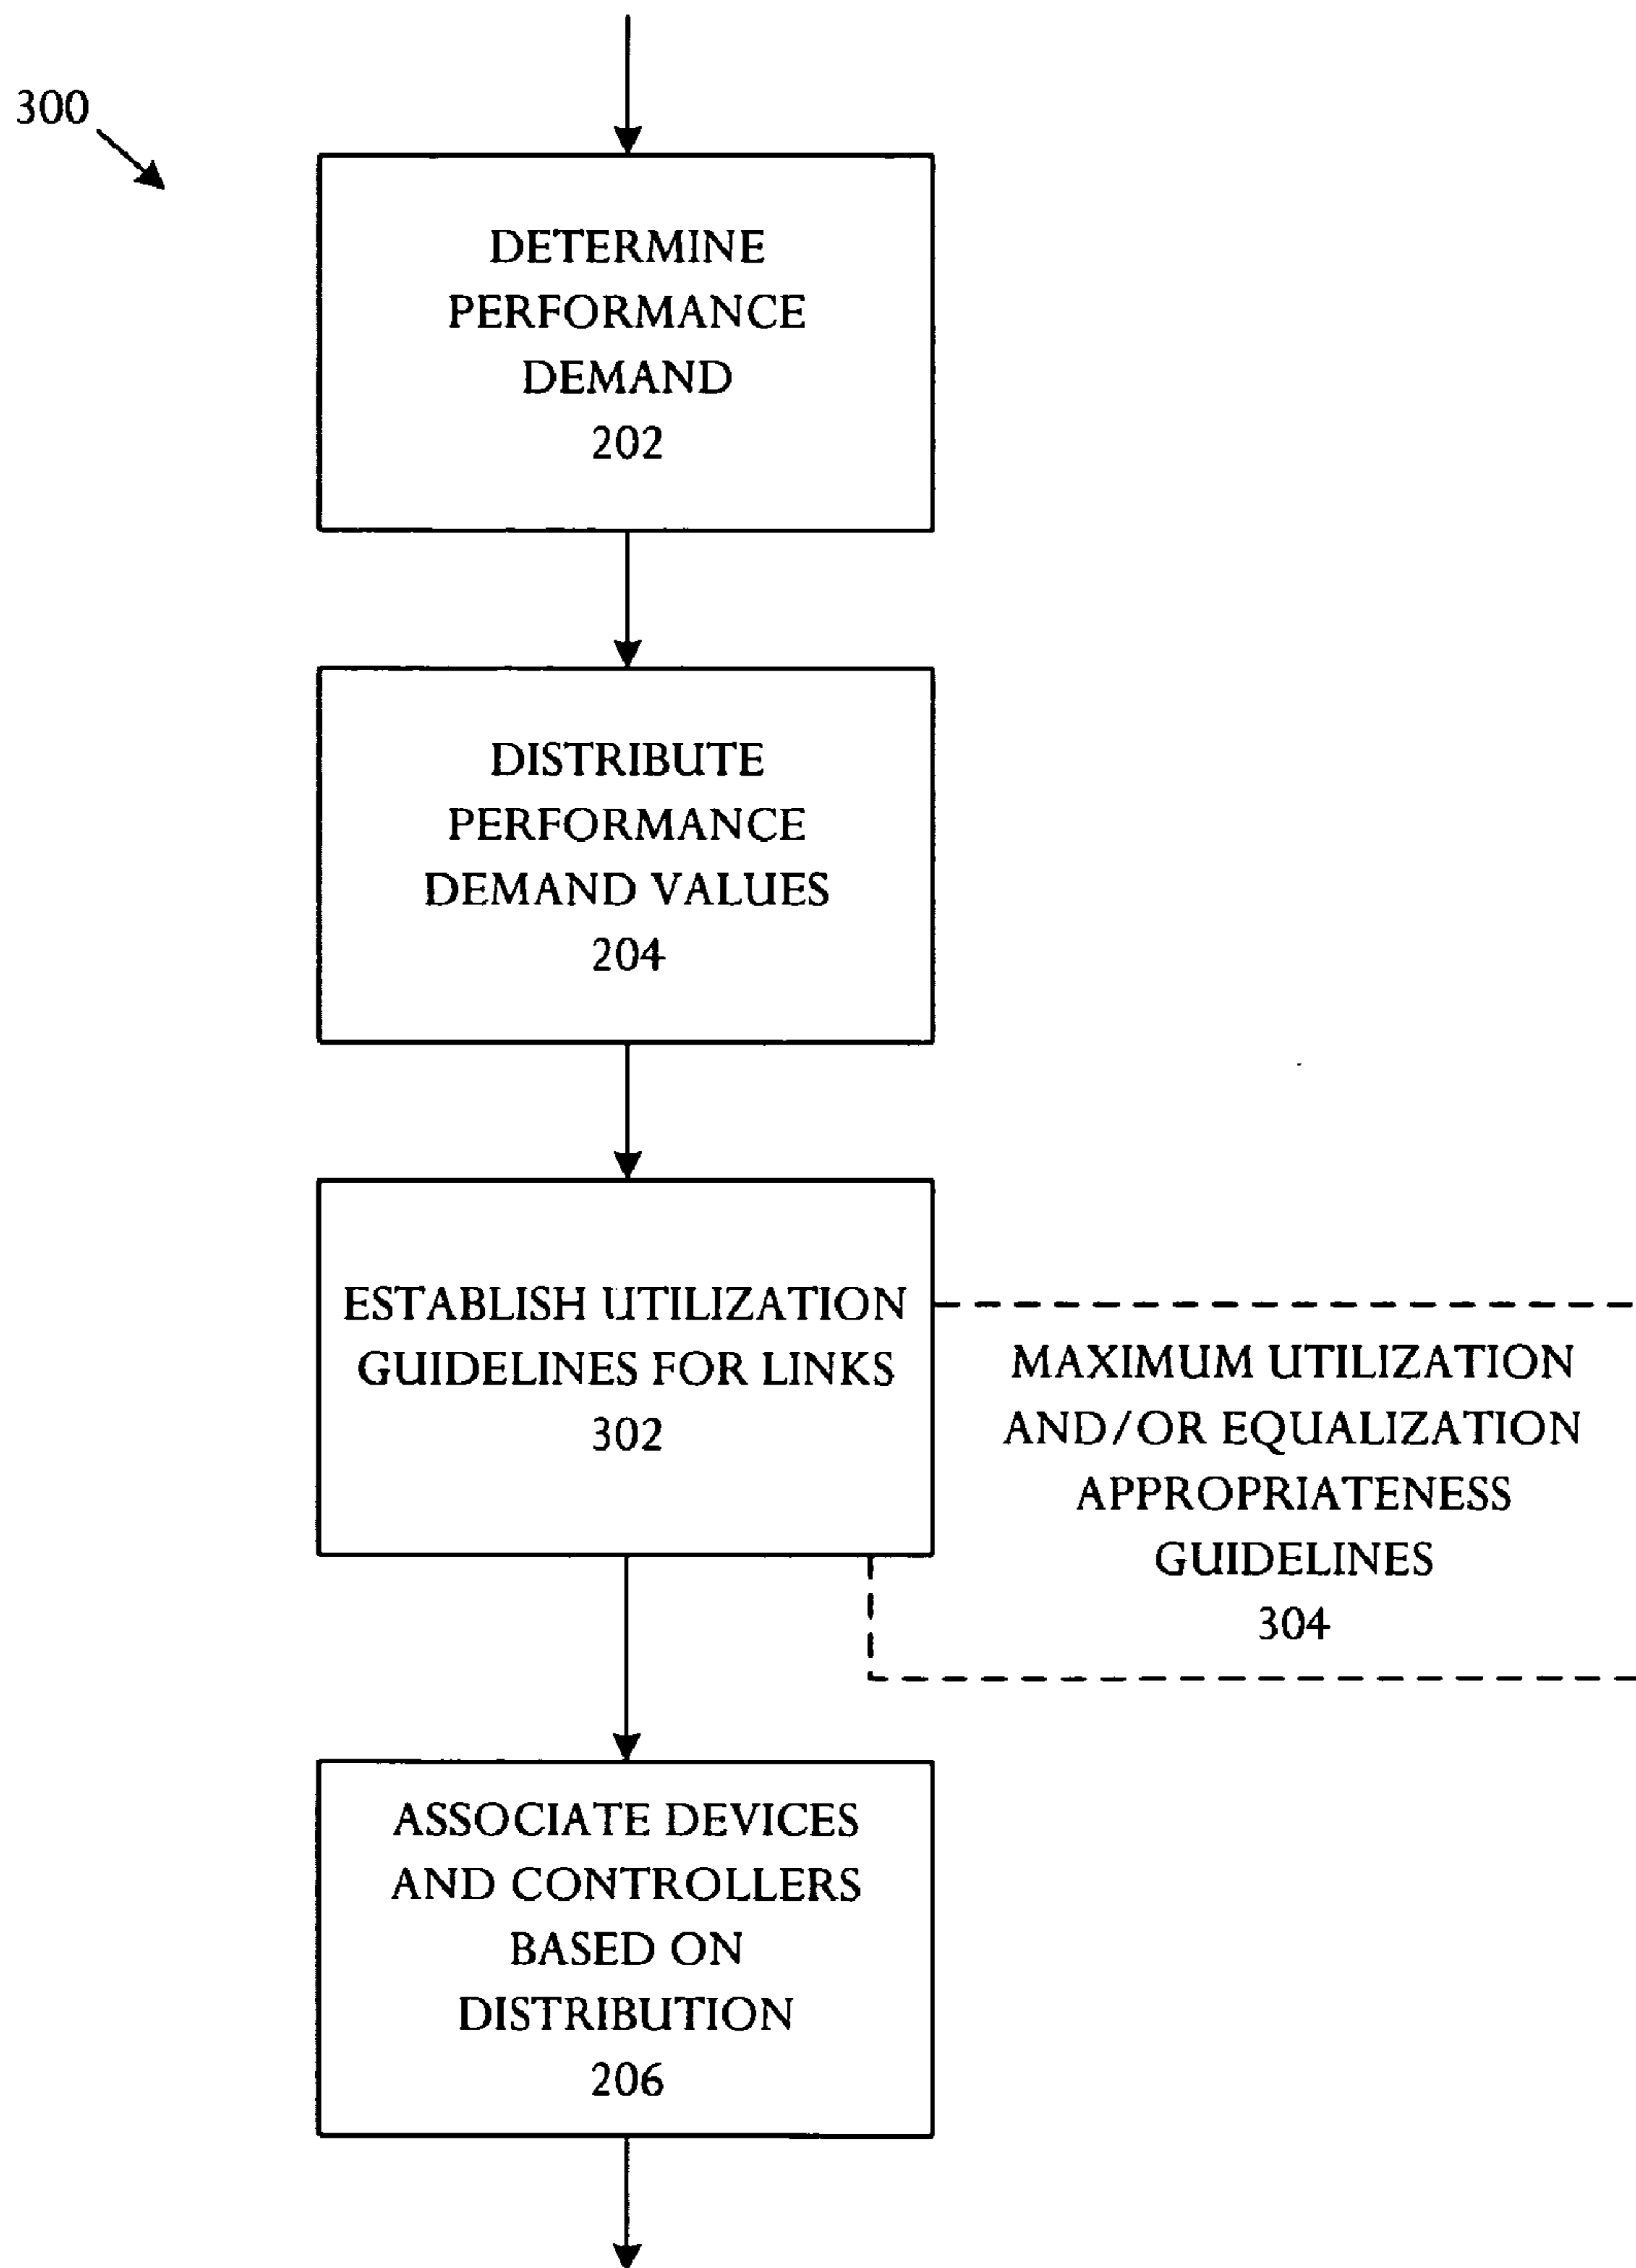 300
DETERMINE
PERFORMANCE
DEMAND
202
DISTRIBUTE
PERFORMANCE
DEMAND VALUES
204
ESTABLISH UTILIZATION
GUIDELINES FOR LINKS
302
MAXIMUM UTILIZATION
AND/OR EQUALIZATION
APPROPRIATENESS
GUIDELINES
304
ASSOCIATE DEVICES
AND CONTROLLERS
BASED ON
DISTRIBUTION
206